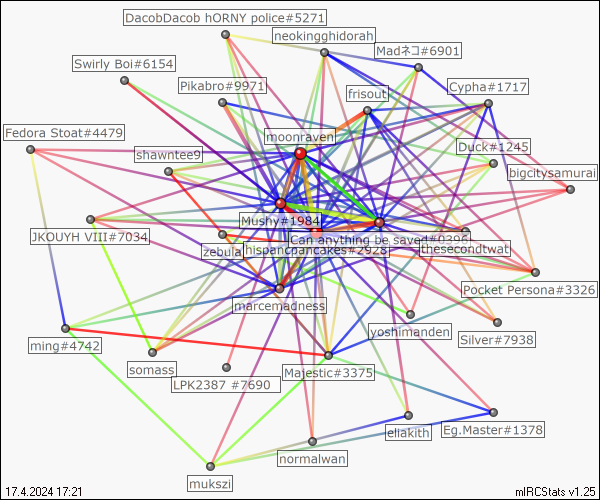 DacobDacob hORNY police#5271
neokingghidorah
Madネコ#6901
Swirly Boi#6154
Pikabro#9971
frisout
Cypha#1717
Fedora Stoat#4479
moonraven
shawntee9
Duck#1245
bigcitysamurai
Mushy#1984
JKOUYH VIII#7034
Can anything be saved#0398
zebula
hispanicpancakes#2928
thesecondtwat
Pocket Persona#3326
marcemadness
yoshimanden
Silver#7938
ming#4742
somass
Majestic#3375
LPK2387 #7690
Eg.Master#1378
eliakith
normalwan
mukszi
17.4.2024 17:21
mIRCStats v1.25